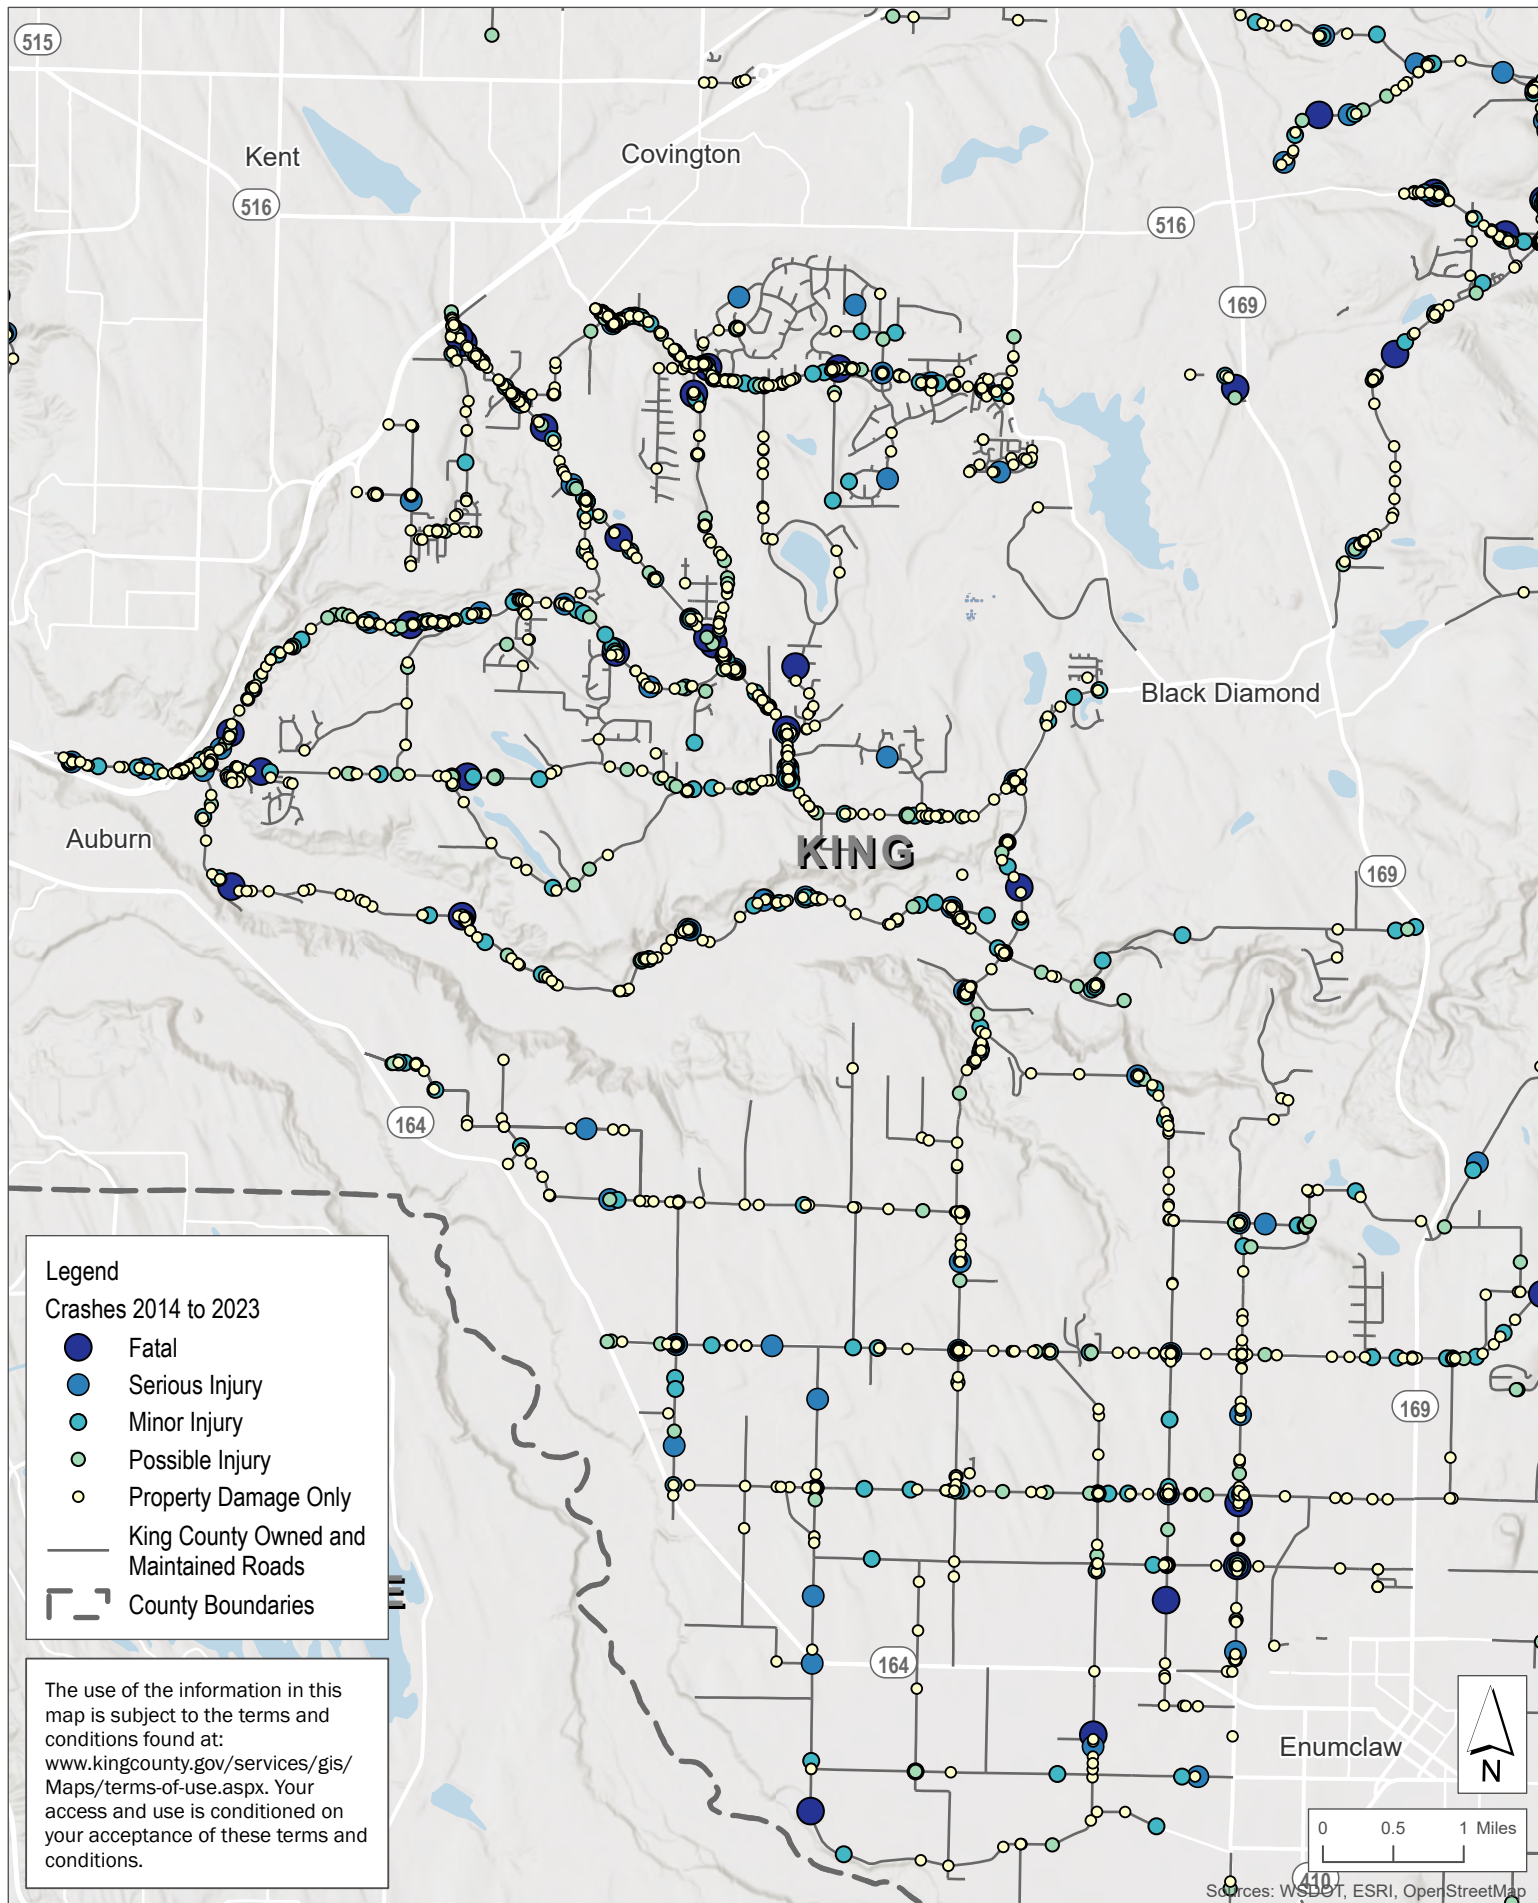 515
Kent
Covington
516
516
169
Black Diamond
Auburn
KING
169
164
Legend
Crashes 2014 to 2023
Fatal
Serious Injury
Minor Injury
Possible Injury
Property Damage Only
King County Owned and
Maintained Roads
County Boundaries
169
164
The use of the information in this
map is subject to the terms and
conditions found at:
www.kingcounty.gov/services/gis/
Maps/terms-of-use.aspx. Your
access and use is conditioned on
your acceptance of these terms and
conditions.
Enumclaw
N
0 0.5 1 Miles
410
Sources: WSDOT, ESRI, OpenStreetMap